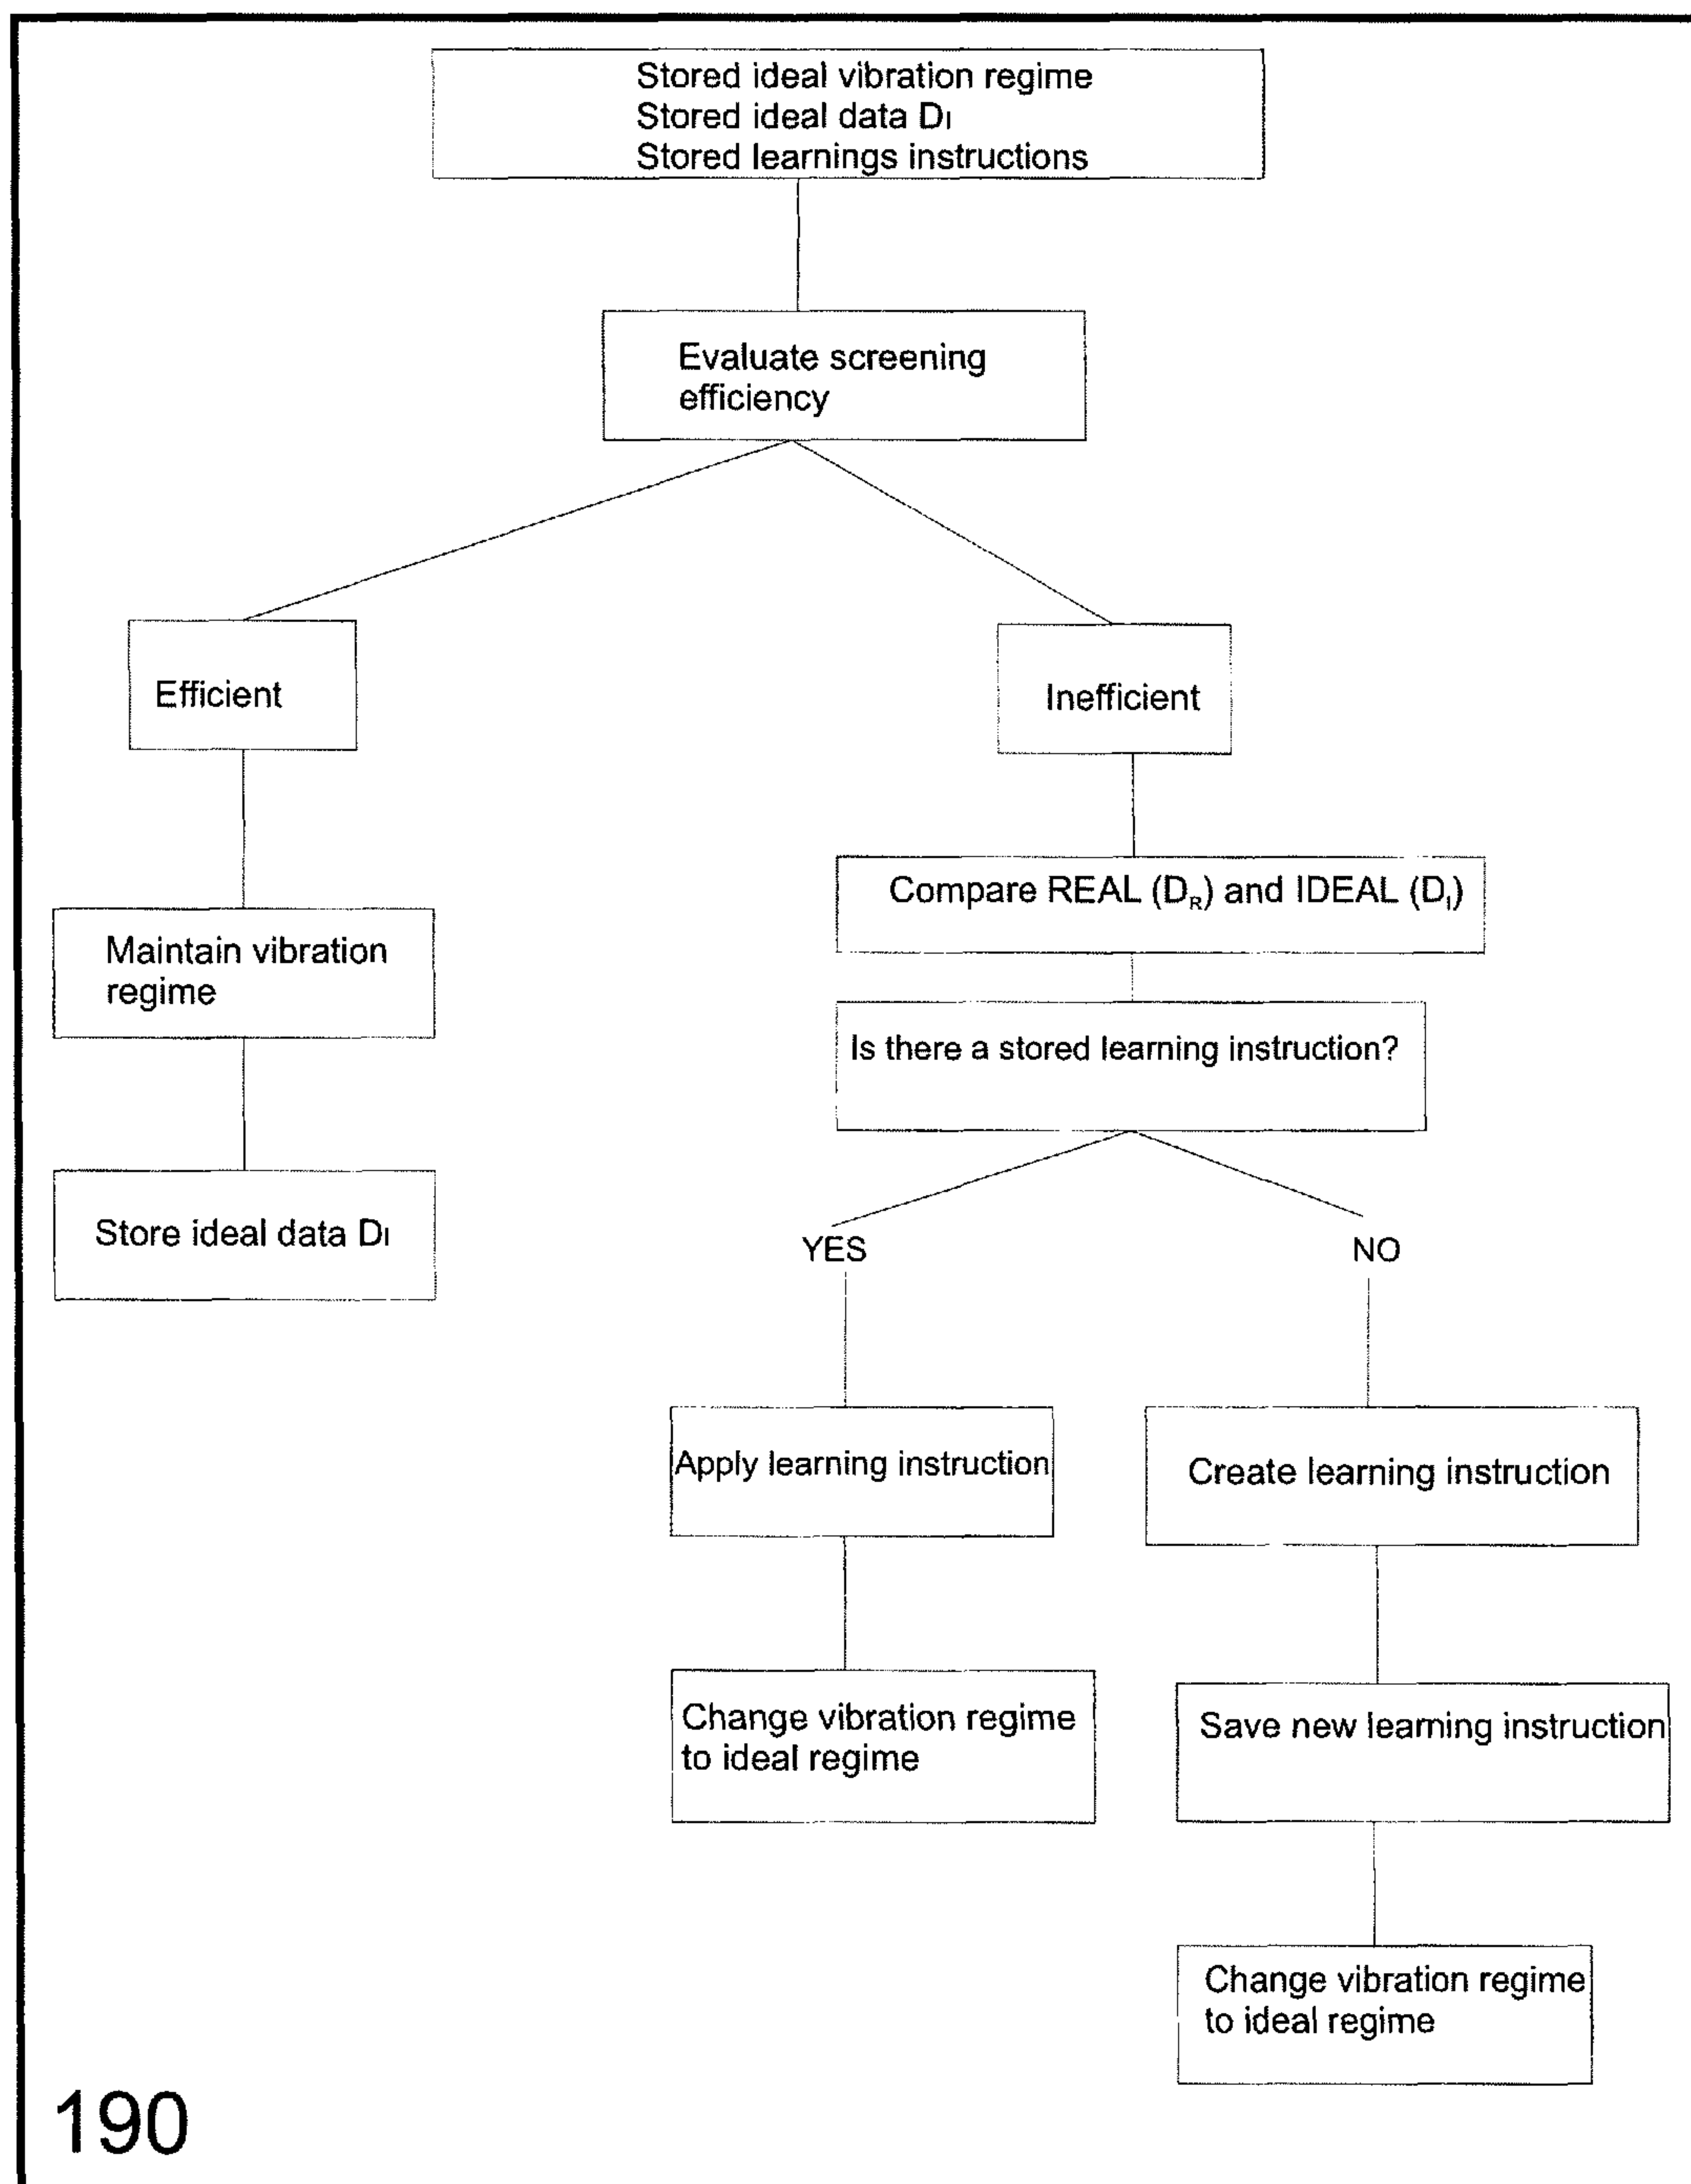 Stored ideal vibration regime
Stored ideal data DI
Stored learnings instructions
Evaluate screening
efficiency
Efficient
Inefficient
Compare REAL (DR) and IDEAL (DI)
Maintain vibration
regime
Is there a stored learning instruction?
Store ideal data DI
YES
NO
Apply learning instruction
Create learning instruction
Change vibration regime
to ideal regime
Save new learning instruction
Change vibration regime
to ideal regime
190